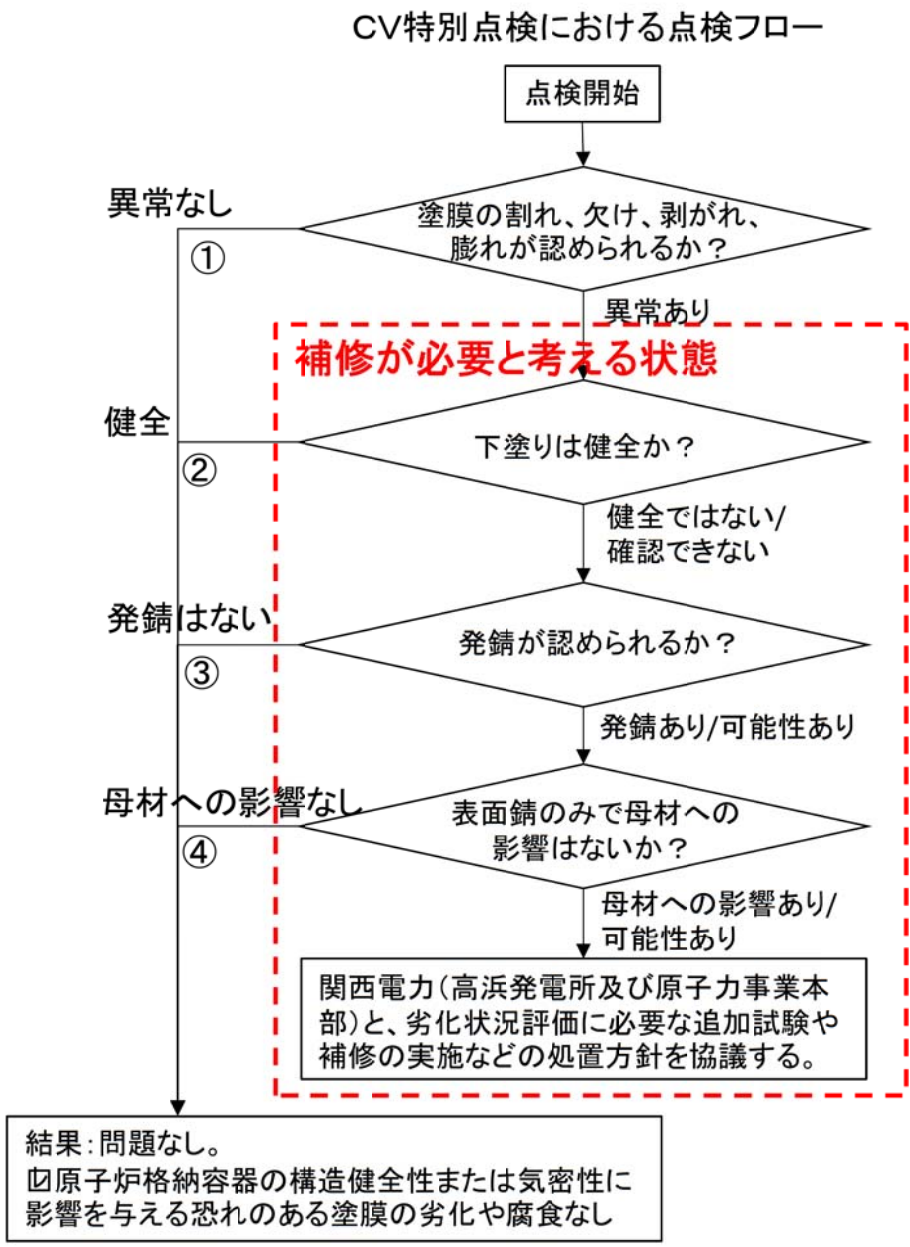 CV特別点検における点検フロー
点検開始
塗膜の割れ、欠け、剥がれ、
膨れが認められるか？
異常なし
①
異常あり
補修が必要と考える状態
下塗りは健全か？
健全
②
健全ではない/
確認できない
発錆が認められるか？
発錆はない
③
発錆あり/可能性あり
表面錆のみで母材への
影響はないか？
母材への影響なし
④
母材への影響あり/
可能性あり
関西電力（高浜発電所及び原子力事業本
部）と、劣化状況評価に必要な追加試験や
補修の実施などの処置方針を協議する。
結果：問題なし。
☑原子炉格納容器の構造健全性または気密性に
影響を与える恐れのある塗膜の劣化や腐食なし